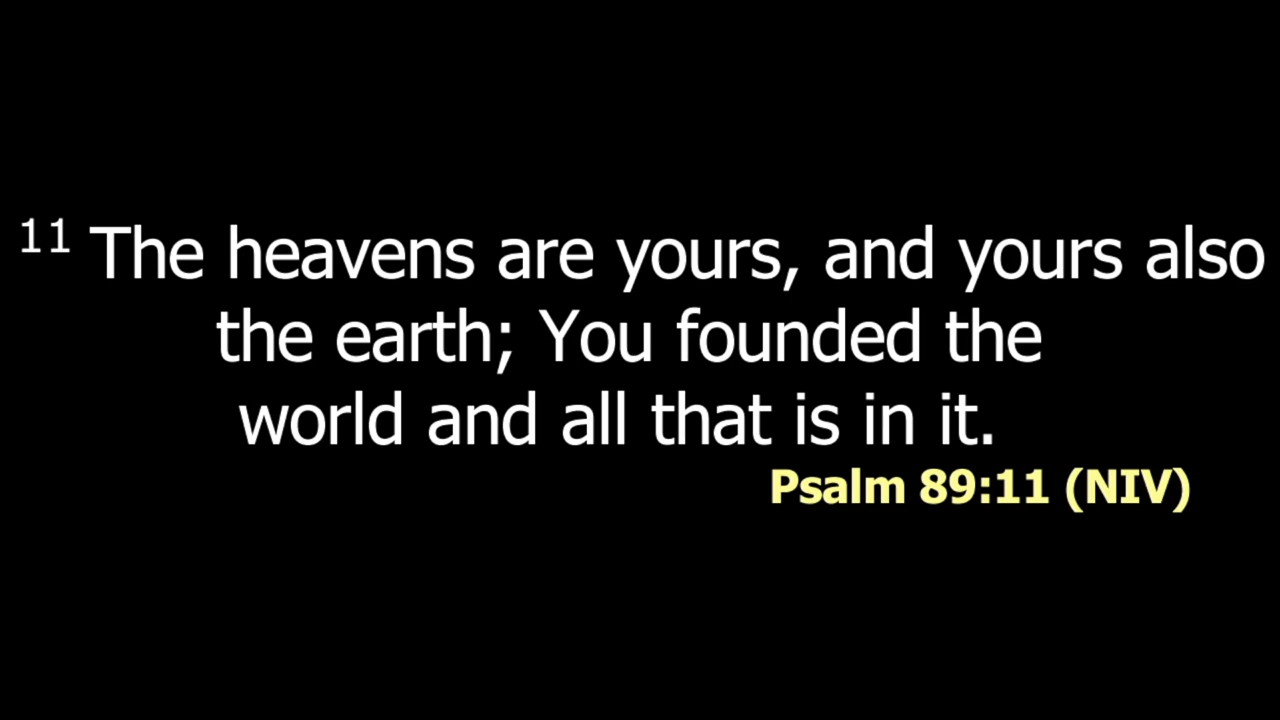 11 The heavens are yours, and yours also
the earth; You founded the
world and all that is in it.
Psalm 89:11 (NIV)